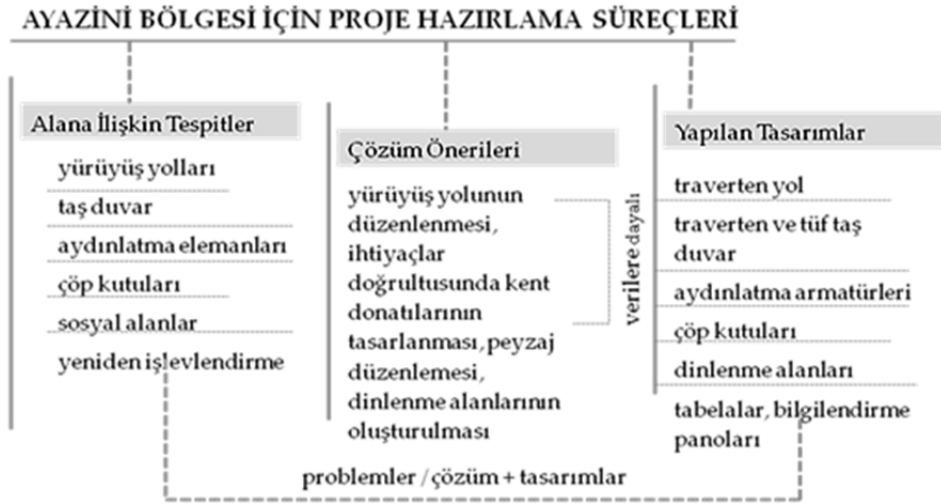 AYAZİNİ BÖLGESİ İÇİN PROJE HAZIRLAMA SÜREÇLERİ
Alana İlişkin Tespitler
yürüyüş yolları
taş duvar
aydınlatma elemanları
çöp kutuları
sosyal alanlar
yeniden işlevlendirme
Çözüm Önerileri
yürüyüş yolunun
düzenlenmesi,
ihtiyaçlar
doğrultusunda kent
donatılarının
tasarlanması, peyzaj
düzenlemesi,
dinlenme alanlarının
oluşturulması
verilere dayalı
Yapılan Tasarımlar
traverten yol
traverten ve tüf taş
duvar
aydınlatma armatürleri
çöp kutuları
dinlenme alanları
tabelalar, bilgilendirme
panoları
problemler / çözüm + tasarımlar